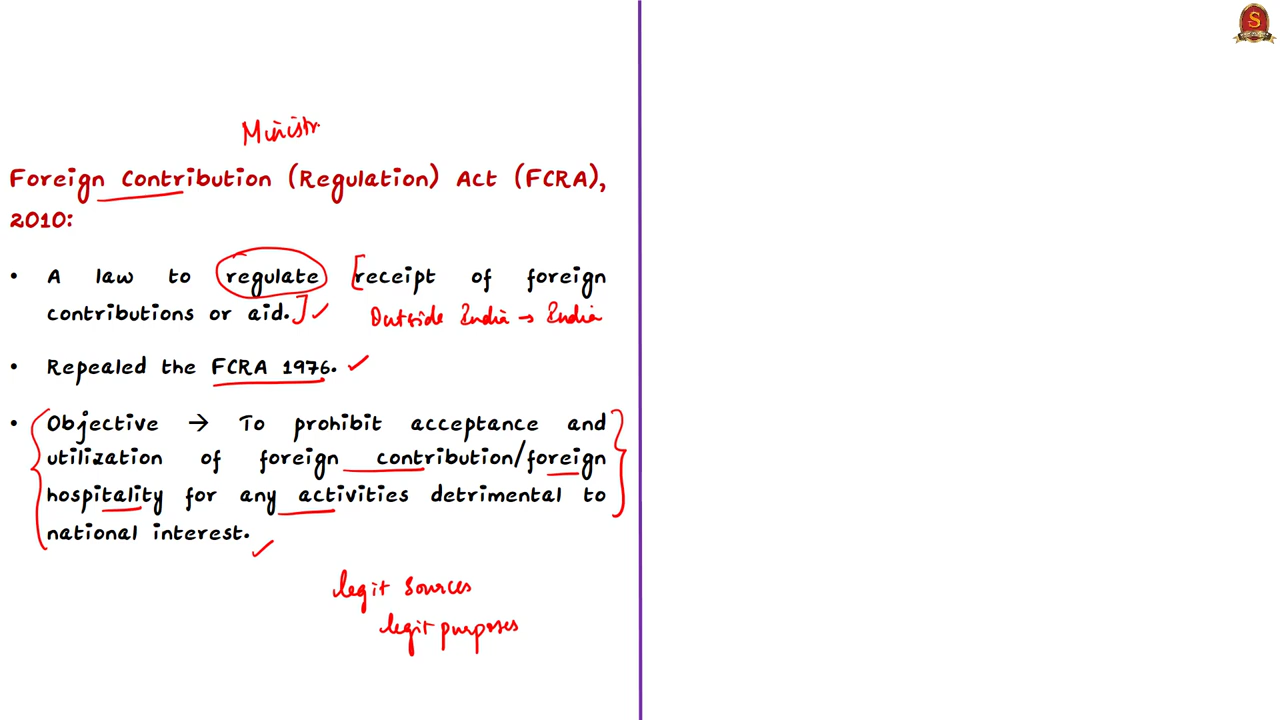 Ministr
Foreign Contribution (Regulation) Act (FCRA),
2010:
• A law to regulate [receipt of foreign
contributions or aid.] ✓ Outside India → India
• Repealed the FCRA 1976. ✓
• Objective → To prohibit acceptance and
utilization of foreign contribution/foreign
hospitality for any activities detrimental to
national interest. ✓
legit sources
legit purposes
S